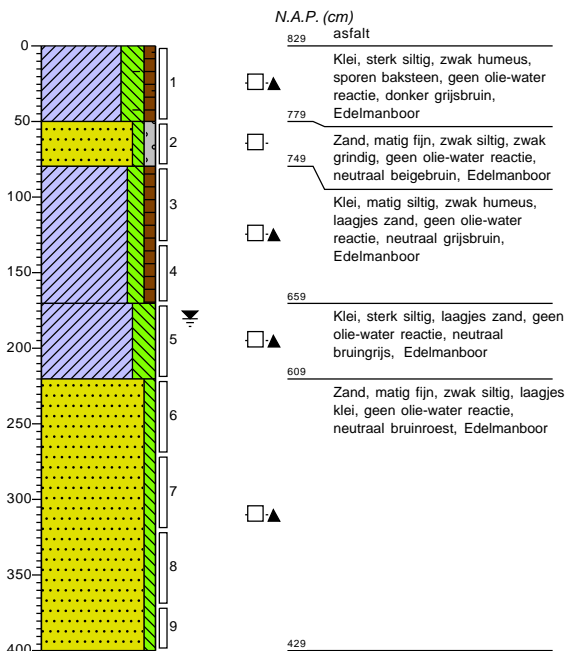 N.A.P. (cm)
0
829 asfalt
Klei, sterk siltig, zwak humeus,
sporen baksteen, geen olie-water
reactie, donker grijsbruin,
Edelmanboor
1
50
779
2
Zand, matig fijn, zwak siltig, zwak
grindig, geen olie-water reactie,
neutraal beigebruin, Edelmanboor
749
100
3
Klei, matig siltig, zwak humeus,
laagjes zand, geen olie-water
reactie, neutraal grijsbruin,
Edelmanboor
150
4
659
Klei, sterk siltig, laagjes zand, geen
olie-water reactie, neutraal
bruingrijs, Edelmanboor
5
200
609
Zand, matig fijn, zwak siltig, laagjes
klei, geen olie-water reactie,
neutraal bruinroest, Edelmanboor
6
250
7
300
8
350
9
400
429